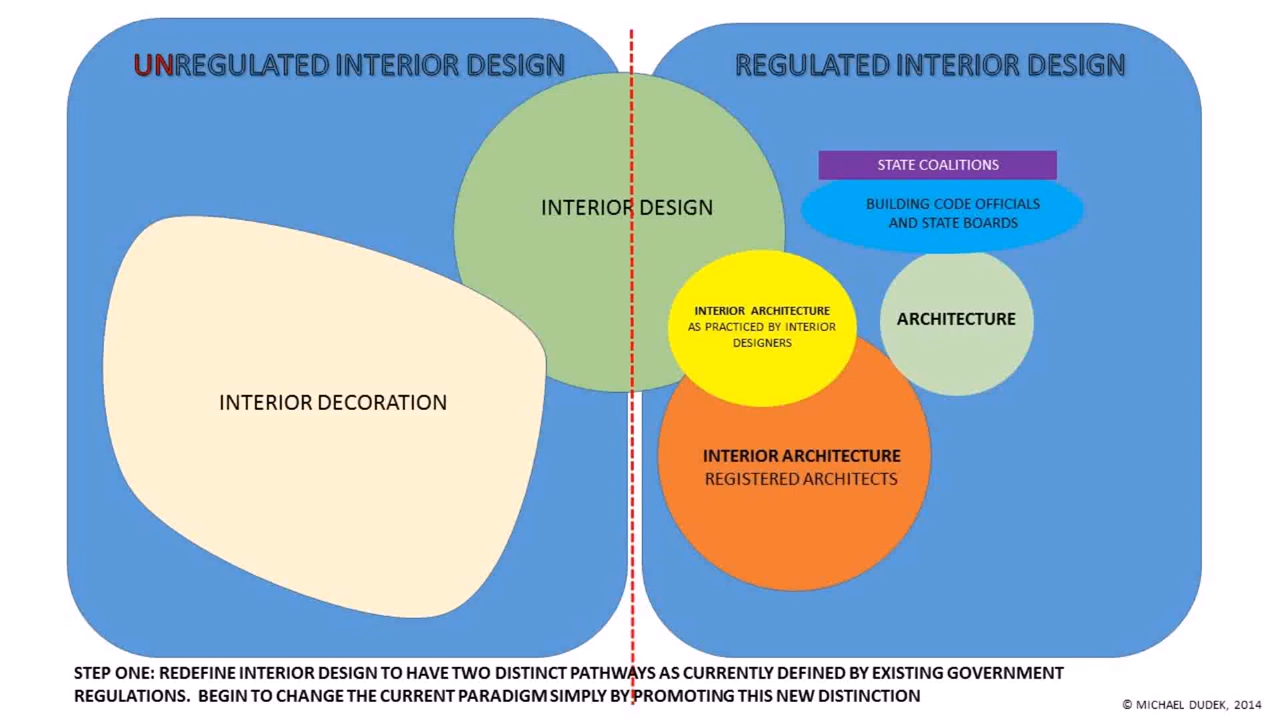 UNREGULATED INTERIOR DESIGN
REGULATED INTERIOR DESIGN
STATE COALITIONS
BUILDING CODE OFFICIALS
AND STATE BOARDS
INTERIOR DESIGN
INTERIOR ARCHITECTURE
AS PRACTICED BY INTERIOR
DESIGNERS
ARCHITECTURE
INTERIOR DECORATION
INTERIOR ARCHITECTURE
REGISTERED ARCHITECTS
STEP ONE: REDEFINE INTERIOR DESIGN TO HAVE TWO DISTINCT PATHWAYS AS CURRENTLY DEFINED BY EXISTING GOVERNMENT
REGULATIONS. BEGIN TO CHANGE THE CURRENT PARADIGM SIMPLY BY PROMOTING THIS NEW DISTINCTION
© MICHAEL DUDEK, 2014